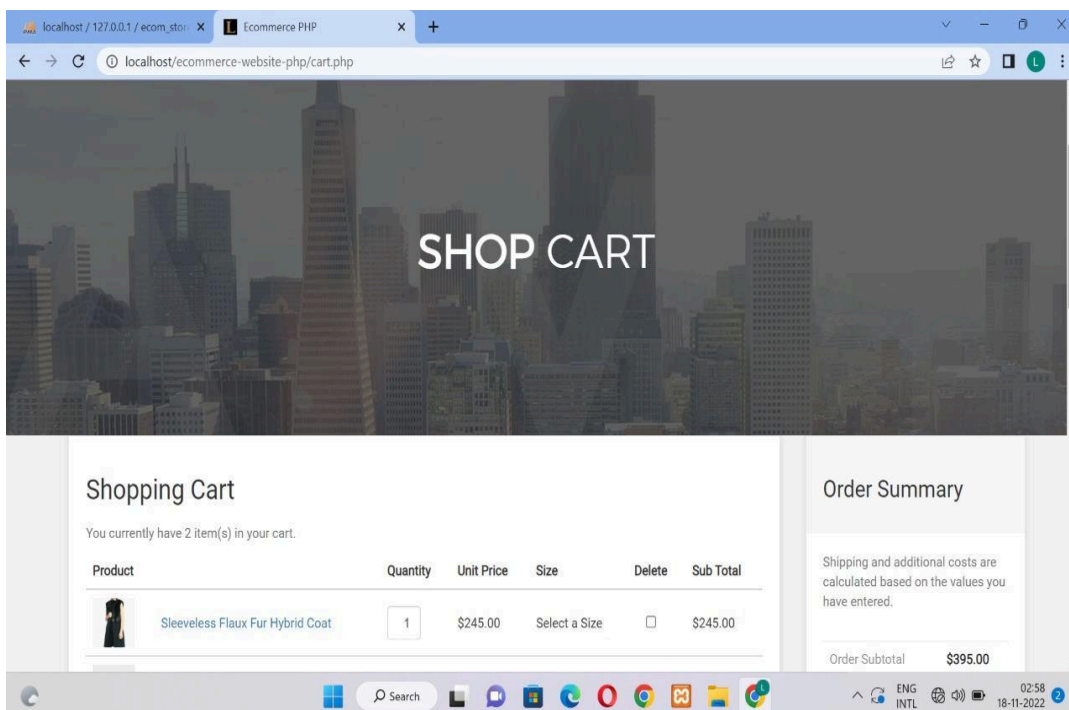 localhost / 127.0.0.1 / ecom_stor
Ecommerce PHP
localhost/ecommerce-website-php/cart.php
L
SHOP CART
Shopping Cart
You currently have 2 item(s) in your cart.
Product Quantity Unit Price Size Delete Sub Total
Sleeveless Flaux Fur Hybrid Coat 1 $245.00 Select a Size $245.00
Order Summary
Shipping and additional costs are
calculated based on the values you
have entered.
Order Subtotal $395.00
Search
ENG
INTL
02:58
18-11-2022
2